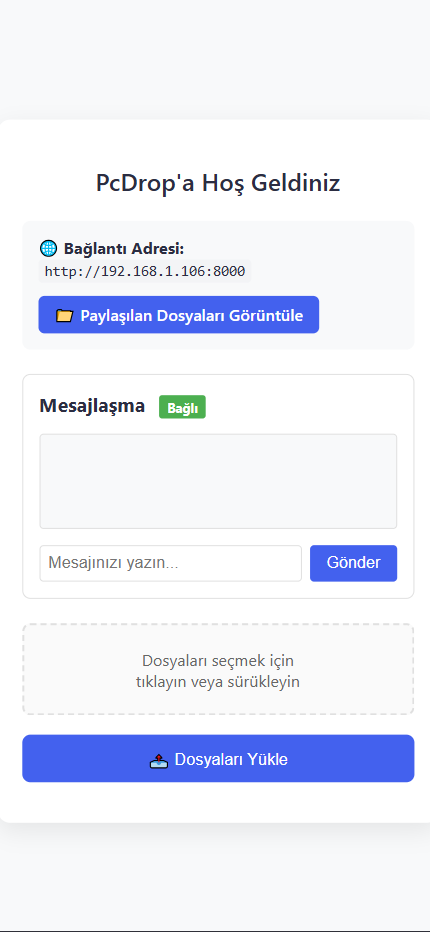 PcDrop'a Hoş Geldiniz
🌐 Bağlantı Adresi:
http://192.168.1.106:8000
📁 Paylaşılan Dosyaları Görüntüle
Mesajlaşma Bağlı
Mesajınızı yazın...
Gönder
Dosyaları seçmek için
tıklayın veya sürükleyin
📤 Dosyaları Yükle